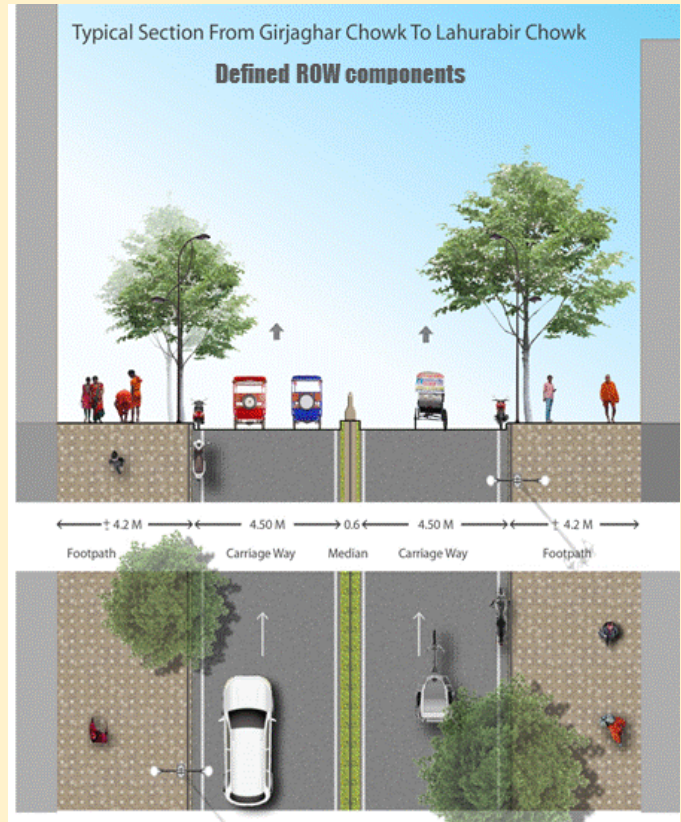 Typical Section From Girjaghar Chowk To Lahurabir Chowk
Defined ROW components
± 4.2 M 4.50 M 0.6 4.50 M ± 4.2 M
Footpath Carriage Way Median Carriage Way Footpath